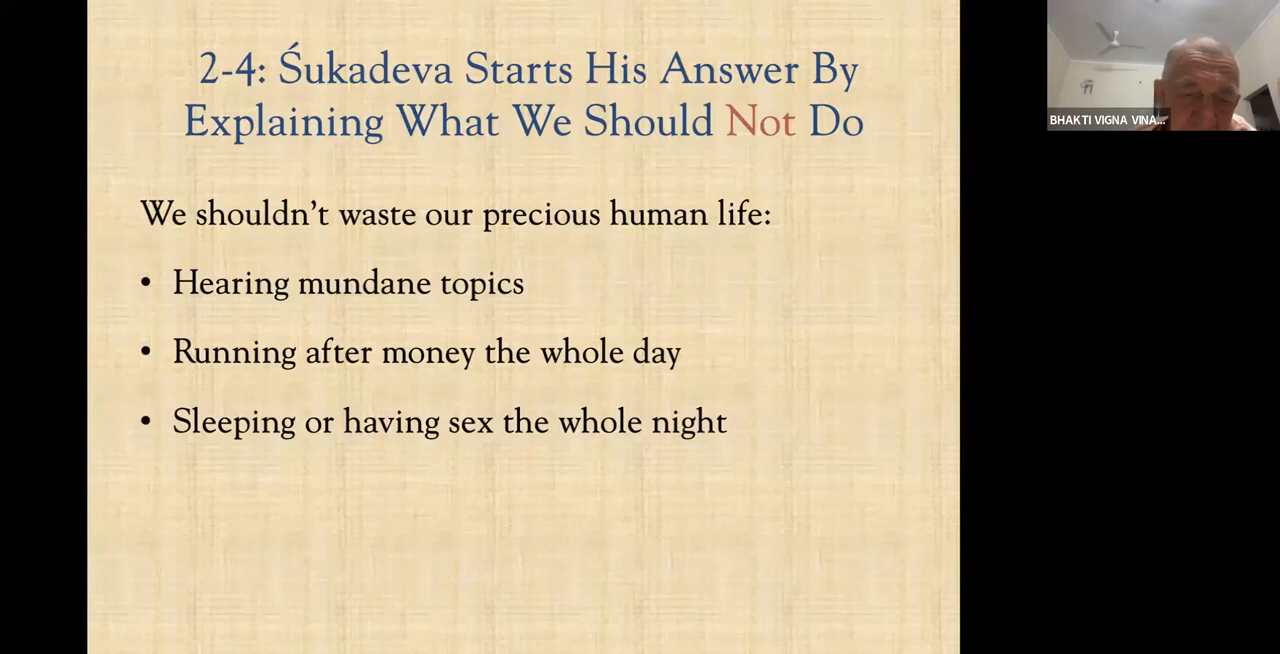 2-4: Śukadeva Starts His Answer By
Explaining What We Should Not Do
We shouldn’t waste our precious human life:
• Hearing mundane topics
• Running after money the whole day
• Sleeping or having sex the whole night
BHAKTI VIGNA VINA...